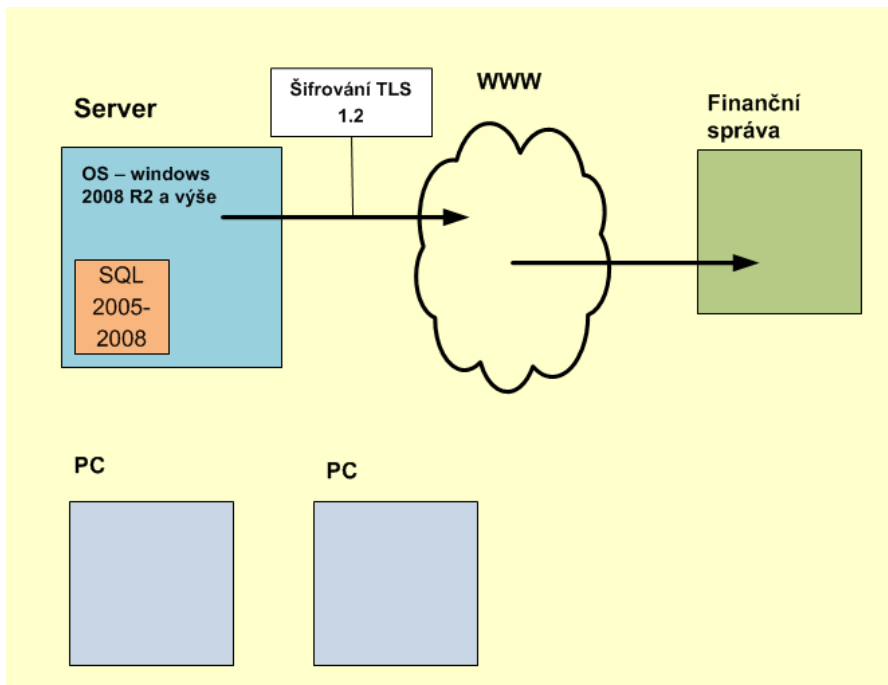 Server
Šifrování TLS
1.2
WWW
Finanční
správa
OS – windows
2008 R2 a výše
SQL
2005-
2008
PC
PC